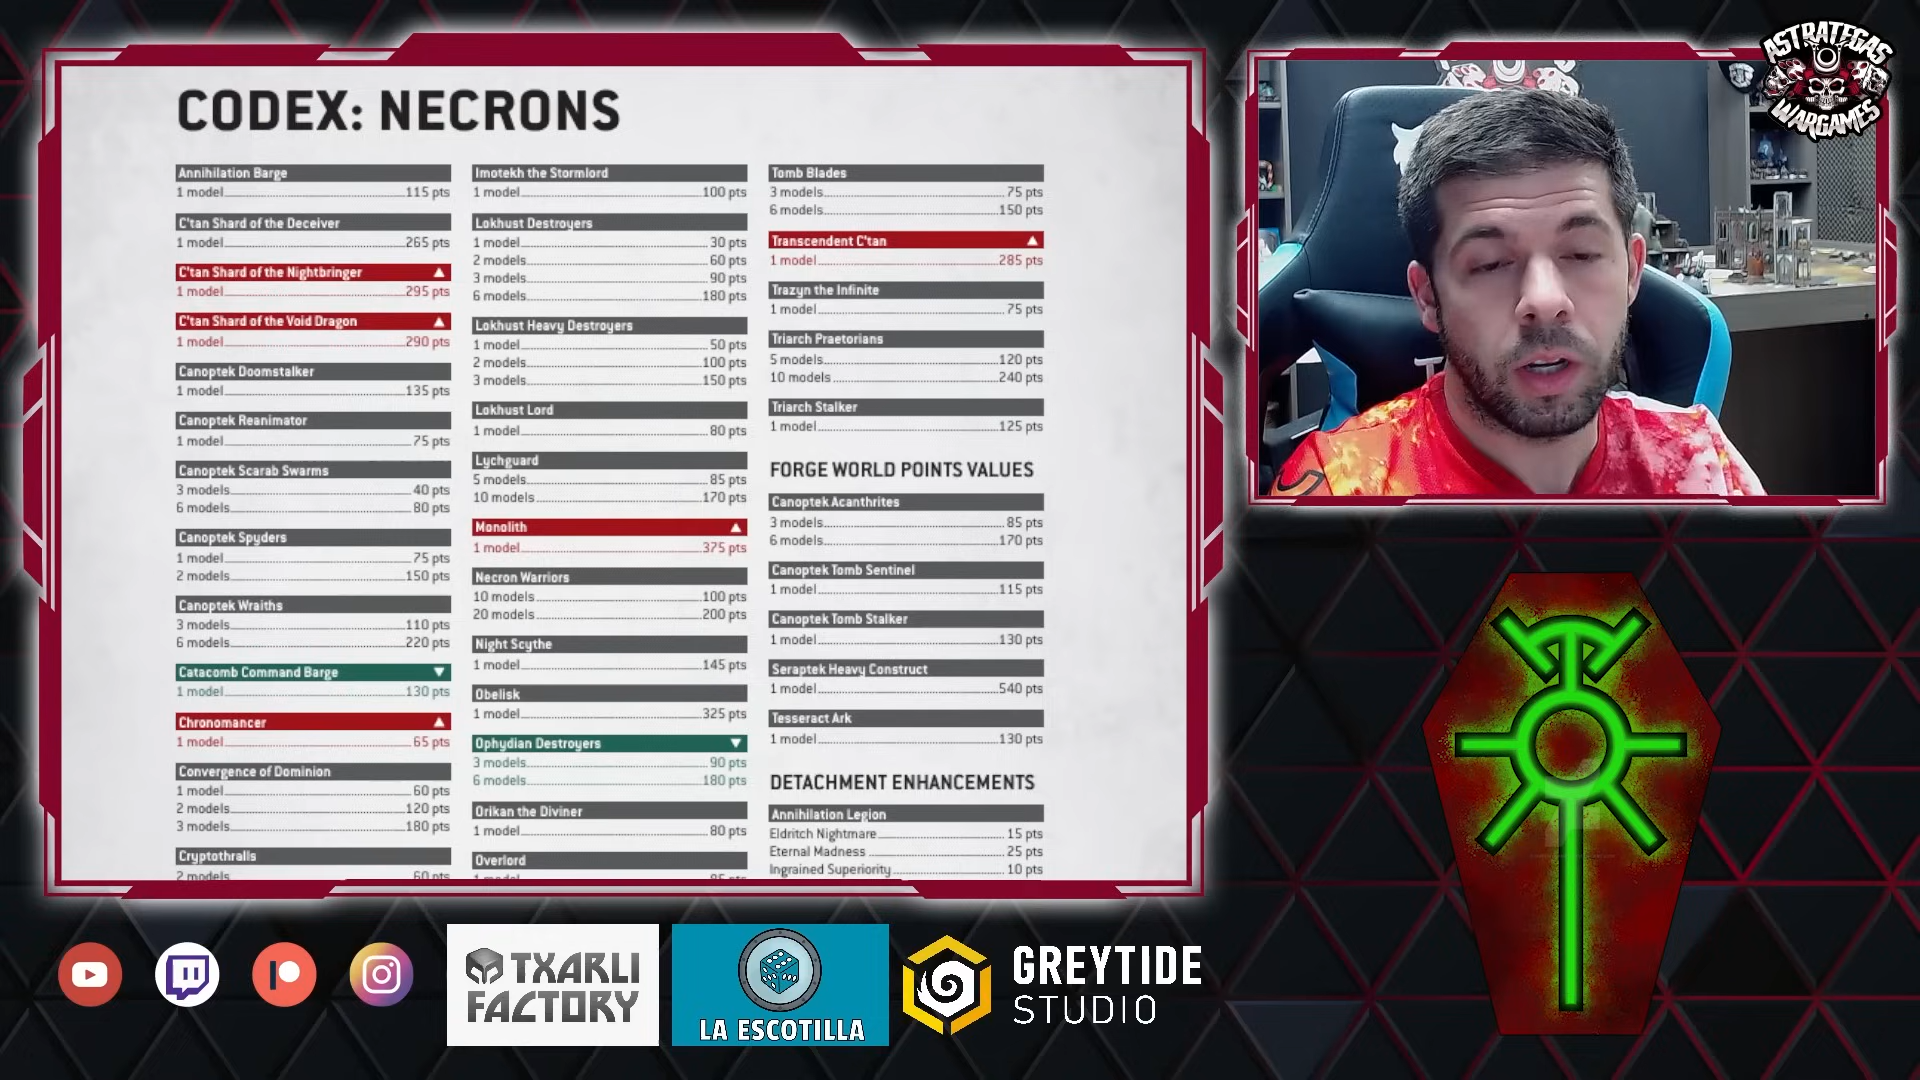 CODEX: NECRONS
Annihilation Barge
1 model 115 pts
C'tan Shard of the Deceiver
1 model 265 pts
C'tan Shard of the Nightbringer ▲
1 model 295 pts
C'tan Shard of the Void Dragon ▲
1 model 290 pts
Canoptek Doomstalker
1 model 135 pts
Canoptek Reanimator
1 model 75 pts
Canoptek Scarab Swarms
3 models 40 pts
6 models 80 pts
Canoptek Spyders
1 model 75 pts
2 models 150 pts
Canoptek Wraiths
3 models 110 pts
6 models 220 pts
Catacomb Command Barge ▼
1 model 130 pts
Chronomancer ▲
1 model 65 pts
Convergence of Dominion
1 model 60 pts
2 models 120 pts
3 models 180 pts
Cryptothralls
2 models 60 pts
Imotekh the Stormlord
1 model 100 pts
Lokhust Destroyers
1 model 30 pts
2 models 60 pts
3 models 90 pts
6 models 180 pts
Lokhust Heavy Destroyers
1 model 50 pts
2 models 100 pts
3 models 150 pts
Lokhust Lord
1 model 80 pts
Lychguard
5 models 85 pts
10 models 170 pts
Monolith ▲
1 model 375 pts
Necron Warriors
10 models 100 pts
20 models 200 pts
Night Scythe
1 model 145 pts
Obelisk
1 model 325 pts
Ophydian Destroyers ▼
3 models 90 pts
6 models 180 pts
Orikan the Diviner
1 model 80 pts
Overlord
1 model 85 pts
Tomb Blades
3 models 75 pts
6 models 150 pts
Transcendent C'tan ▲
1 model 285 pts
Trazyn the Infinite
1 model 75 pts
Triarch Praetorians
5 models 120 pts
10 models 240 pts
Triarch Stalker
1 model 125 pts
FORGE WORLD POINTS VALUES
Canoptek Acanthrites
3 models 85 pts
6 models 170 pts
Canoptek Tomb Sentinel
1 model 115 pts
Canoptek Tomb Stalker
1 model 130 pts
Seraptek Heavy Construct
1 model 540 pts
Tesseract Ark
1 model 130 pts
DETACHMENT ENHANCEMENTS
Annihilation Legion
Eldritch Nightmare 15 pts
Eternal Madness 25 pts
Ingrained Superiority 10 pts
ASTRATEGAS
WARGAMES
TXARLI
FACTORY
LA ESCOTILLA
GREYTIDE
STUDIO